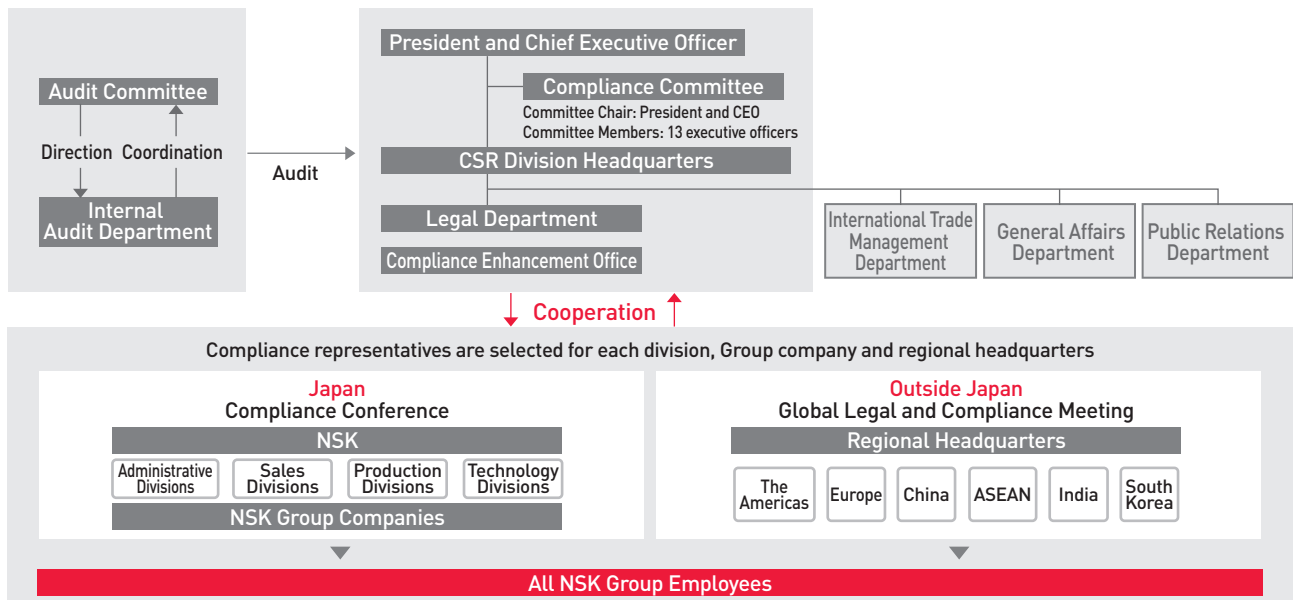 Audit Committee
Direction
Coordination
Internal
Audit Department
Audit
President and Chief Executive Officer
Compliance Committee
Committee Chair: President and CEO
Committee Members: 13 executive officers
CSR Division Headquarters
Legal Department
Compliance Enhancement Office
International Trade
Management
Department
General Affairs
Department
Public Relations
Department
Cooperation
Compliance representatives are selected for each division, Group company and regional headquarters
Japan
Compliance Conference
NSK
Administrative
Divisions
Sales
Divisions
Production
Divisions
Technology
Divisions
NSK Group Companies
Outside Japan
Global Legal and Compliance Meeting
Regional Headquarters
The
Americas
Europe
China
ASEAN
India
South
Korea
All NSK Group Employees